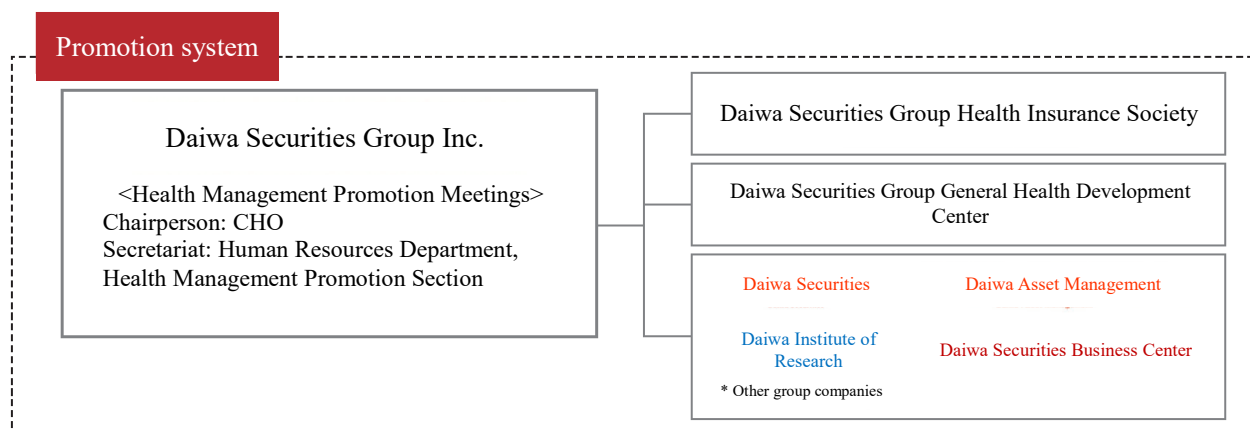 Promotion system
Daiwa Securities Group Inc.
<Health Management Promotion Meetings>
Chairperson: CHO
Secretariat: Human Resources Department,
Health Management Promotion Section
Daiwa Securities Group Health Insurance Society
Daiwa Securities Group General Health Development
Center
Daiwa Securities
Daiwa Asset Management
Daiwa Institute of
Research
Daiwa Securities Business Center
* Other group companies